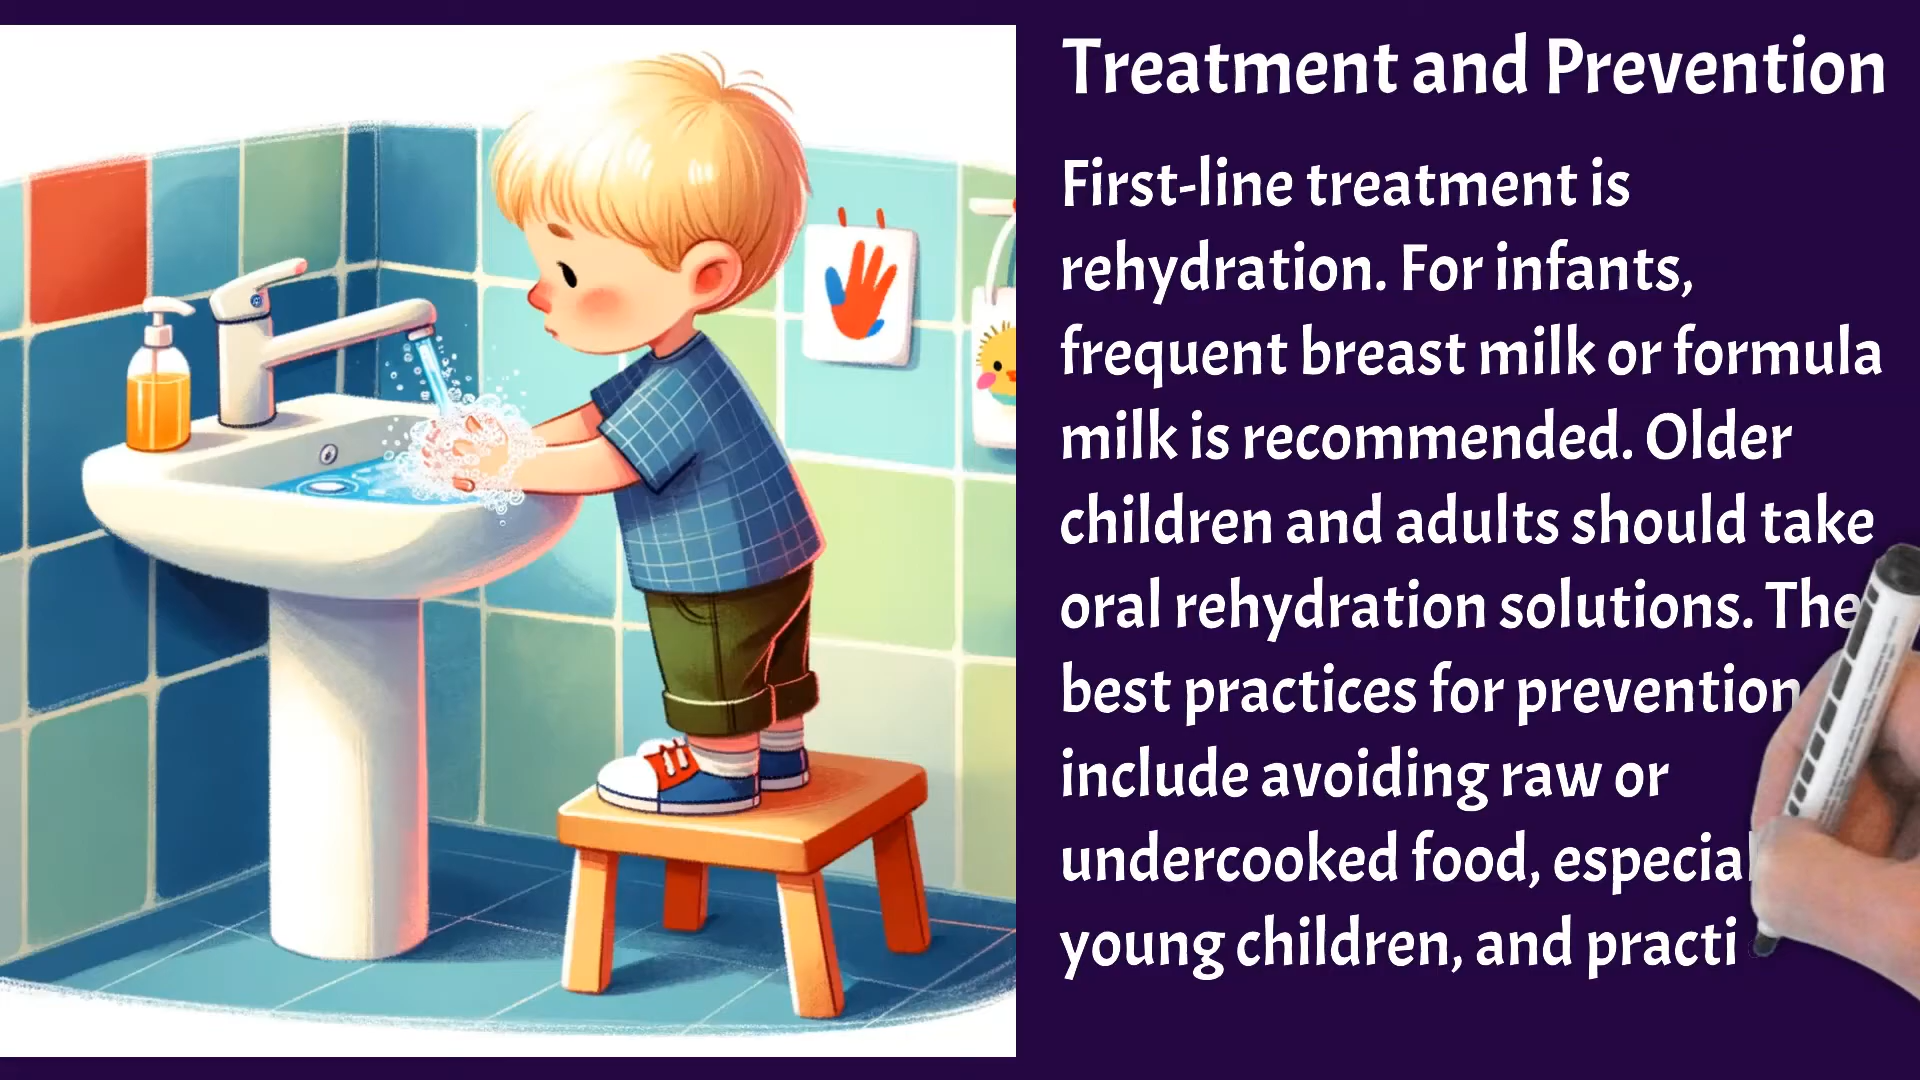 Treatment and Prevention
First-line treatment is
rehydration. For infants,
frequent breast milk or formula
milk is recommended. Older
children and adults should take
oral rehydration solutions. The
best practices for prevention
include avoiding raw or
undercooked food, especial
young children, and practi